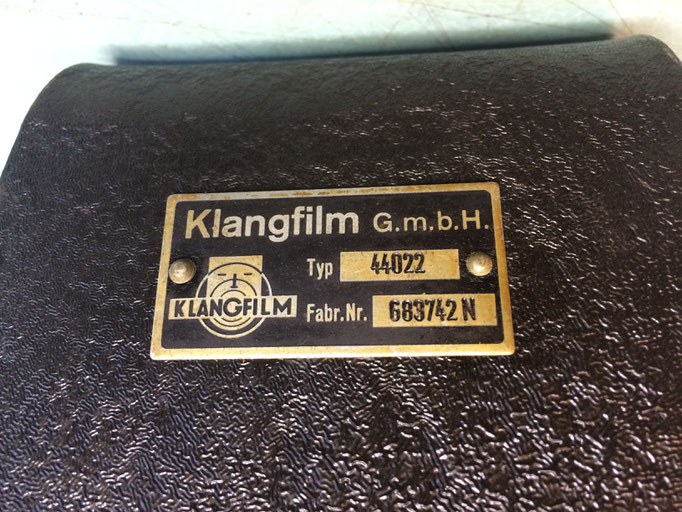 Klangfilm G.m.b.H.
Typ 44022
KLANGFILM
Fabr.Nr. 683742 N